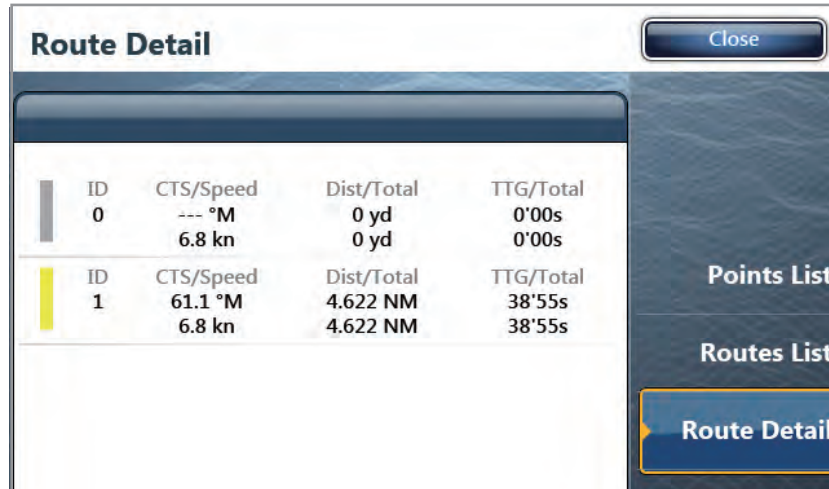 Route Detail
Close
ID CTS/Speed Dist/Total TTG/Total
0 --- °M 0 yd 0'00s
6.8 kn 0 yd 0'00s
ID CTS/Speed Dist/Total TTG/Total
1 61.1 °M 4.622 NM 38'55s
6.8 kn 4.622 NM 38'55s
Points List
Routes List
Route Detail